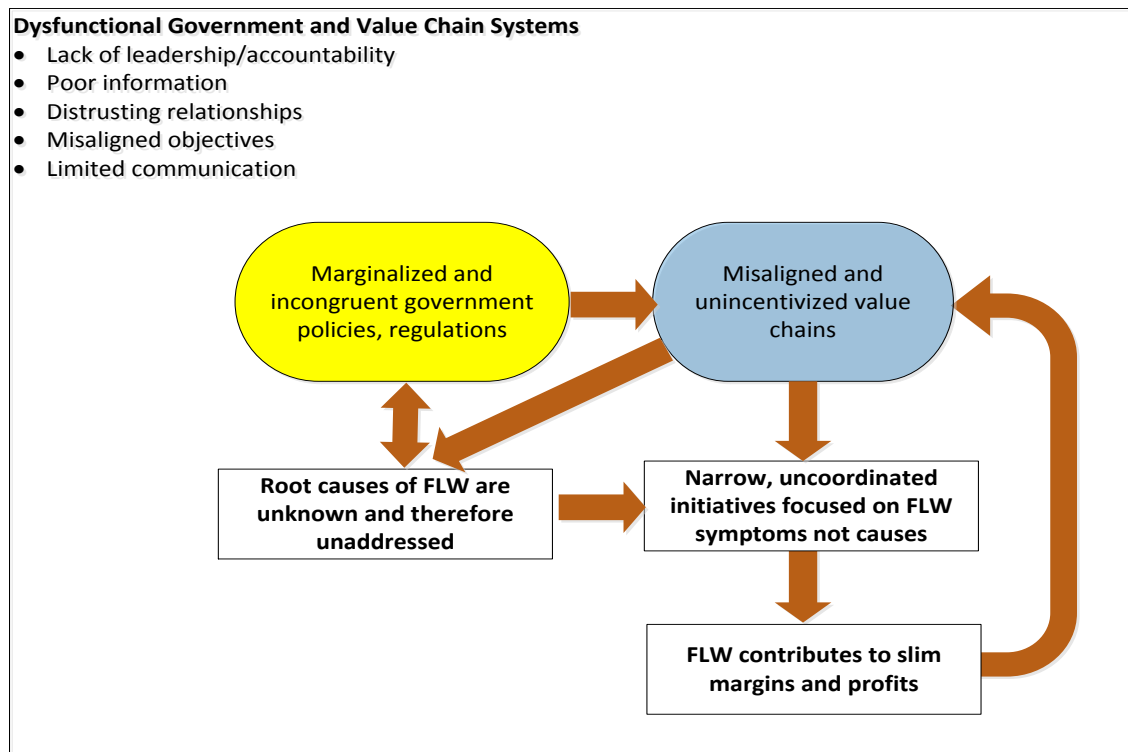 Dysfunctional Government and Value Chain Systems
• Lack of leadership/accountability
• Poor information
• Distrusting relationships
• Misaligned objectives
• Limited communication
Marginalized and
incongruent government
policies, regulations
Misaligned and
unincentivized value
chains
Root causes of FLW are
unknown and therefore
unaddressed
Narrow, uncoordinated
initiatives focused on FLW
symptoms not causes
FLW contributes to slim
margins and profits